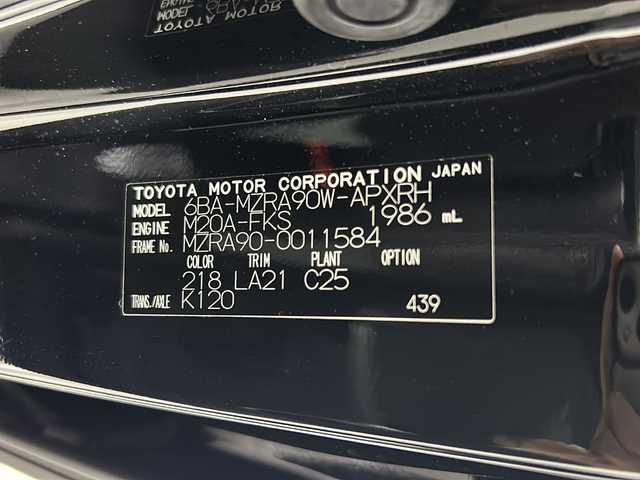 TOYOTA MOTOR CORPORATION JAPAN
MODEL 6BA-MZRA90W-APXRH
ENGINE M20A-FKS 1986 mL
FRAME No. MZRA90-0011584
COLOR TRIM PLANT OPTION
218 LA21 C25
TRANS./AXLE K120 439